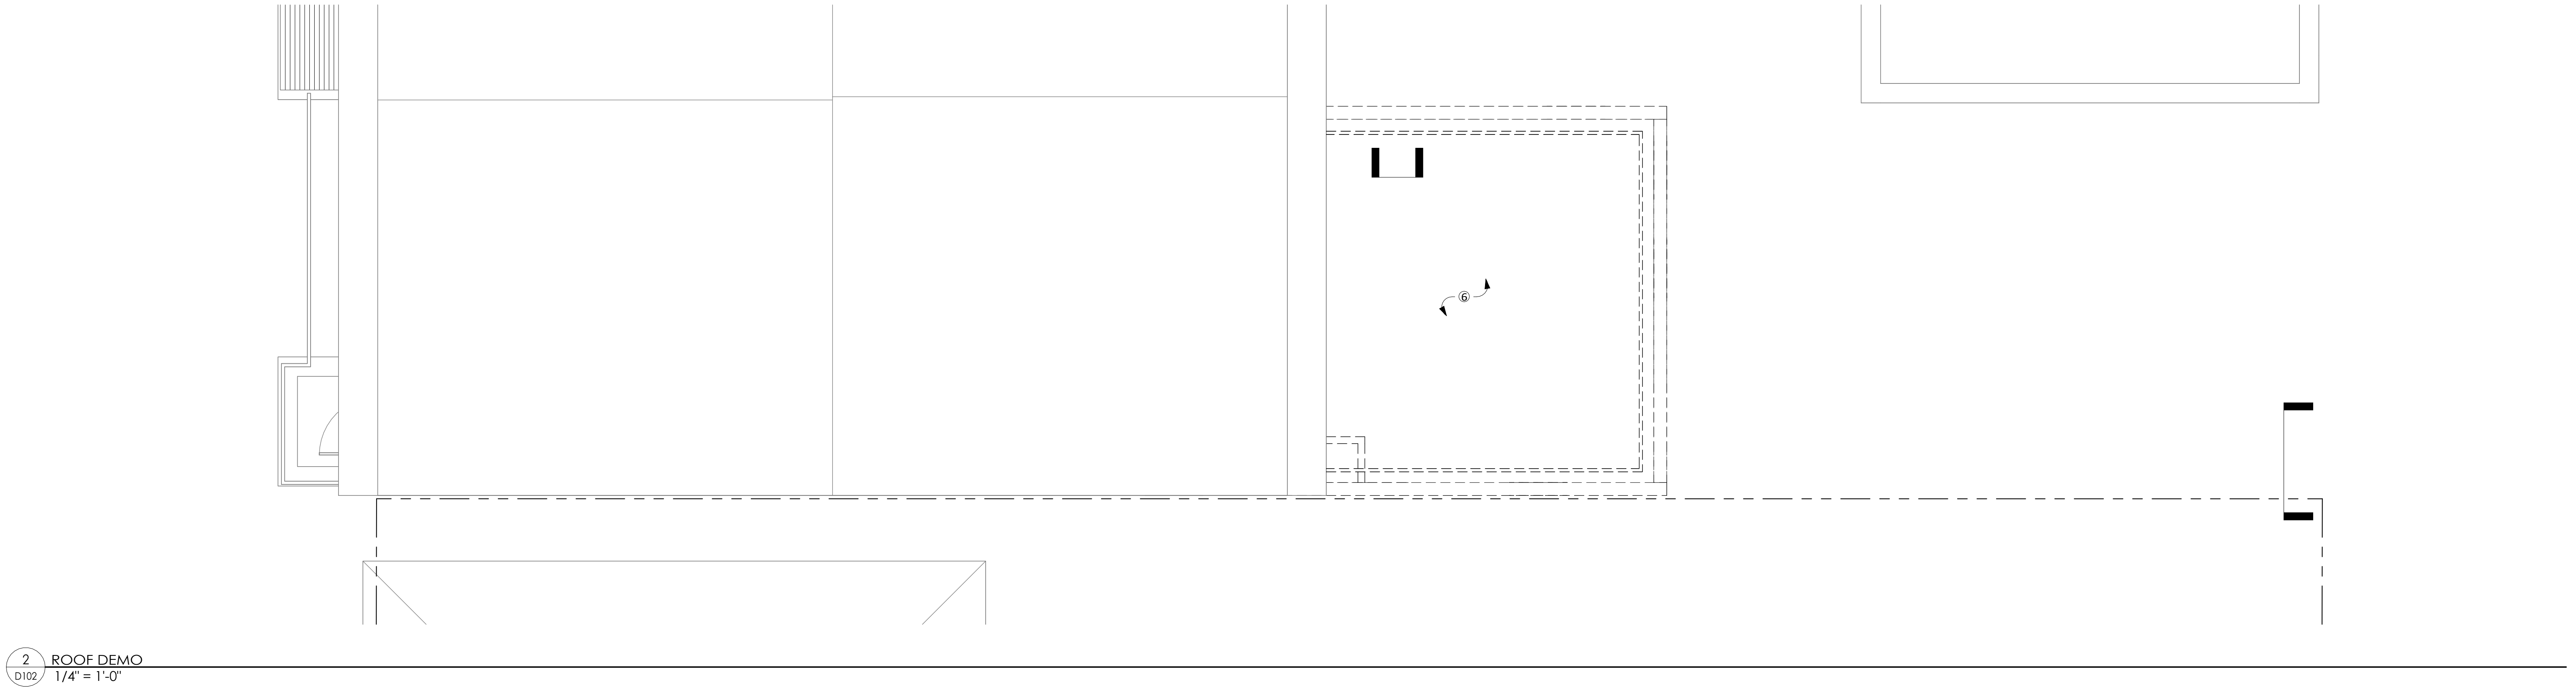 ⑥
2
ROOF DEMO
D102
1/4" = 1'-0"